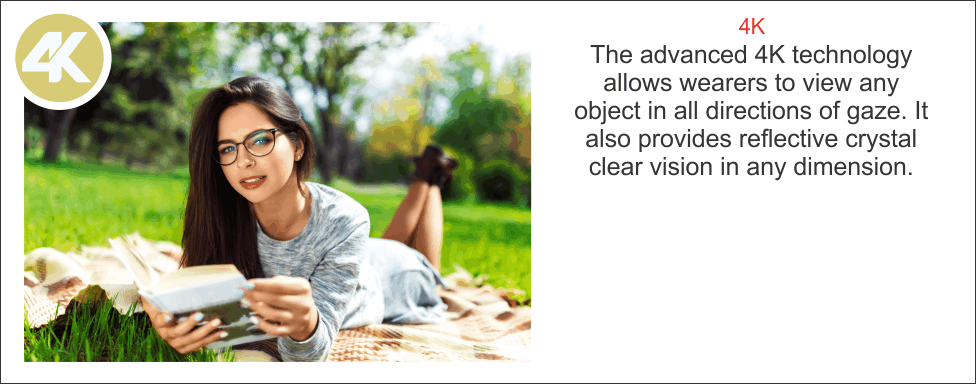 4K
4K
The advanced 4K technology
allows wearers to view any
object in all directions of gaze. It
also provides reflective crystal
clear vision in any dimension.